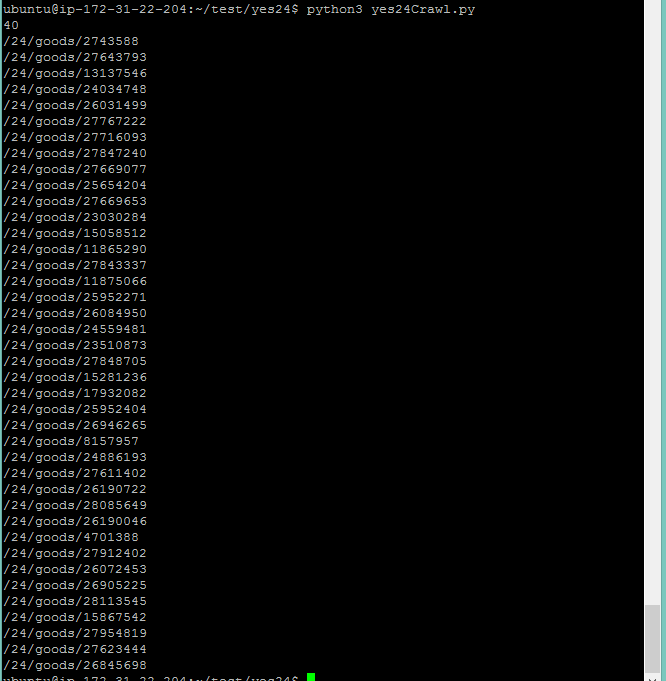 ubuntu@ip-172-31-22-204:~/test/yes24$ python3 yes24Crawl.py
40
/24/goods/2743588
/24/goods/27643793
/24/goods/13137546
/24/goods/24034748
/24/goods/26031499
/24/goods/27767222
/24/goods/27716093
/24/goods/27847240
/24/goods/27669077
/24/goods/25654204
/24/goods/27669653
/24/goods/23030284
/24/goods/15058512
/24/goods/11865290
/24/goods/27843337
/24/goods/11875066
/24/goods/25952271
/24/goods/26084950
/24/goods/24559481
/24/goods/23510873
/24/goods/27848705
/24/goods/15281236
/24/goods/17932082
/24/goods/25952404
/24/goods/26946265
/24/goods/8157957
/24/goods/24886193
/24/goods/27611402
/24/goods/26190722
/24/goods/28085649
/24/goods/26190046
/24/goods/4701388
/24/goods/27912402
/24/goods/26072453
/24/goods/26905225
/24/goods/28113545
/24/goods/15867542
/24/goods/27954819
/24/goods/27623444
/24/goods/26845698
ubuntu@ip-172-31-22-204:~/test/yes24$